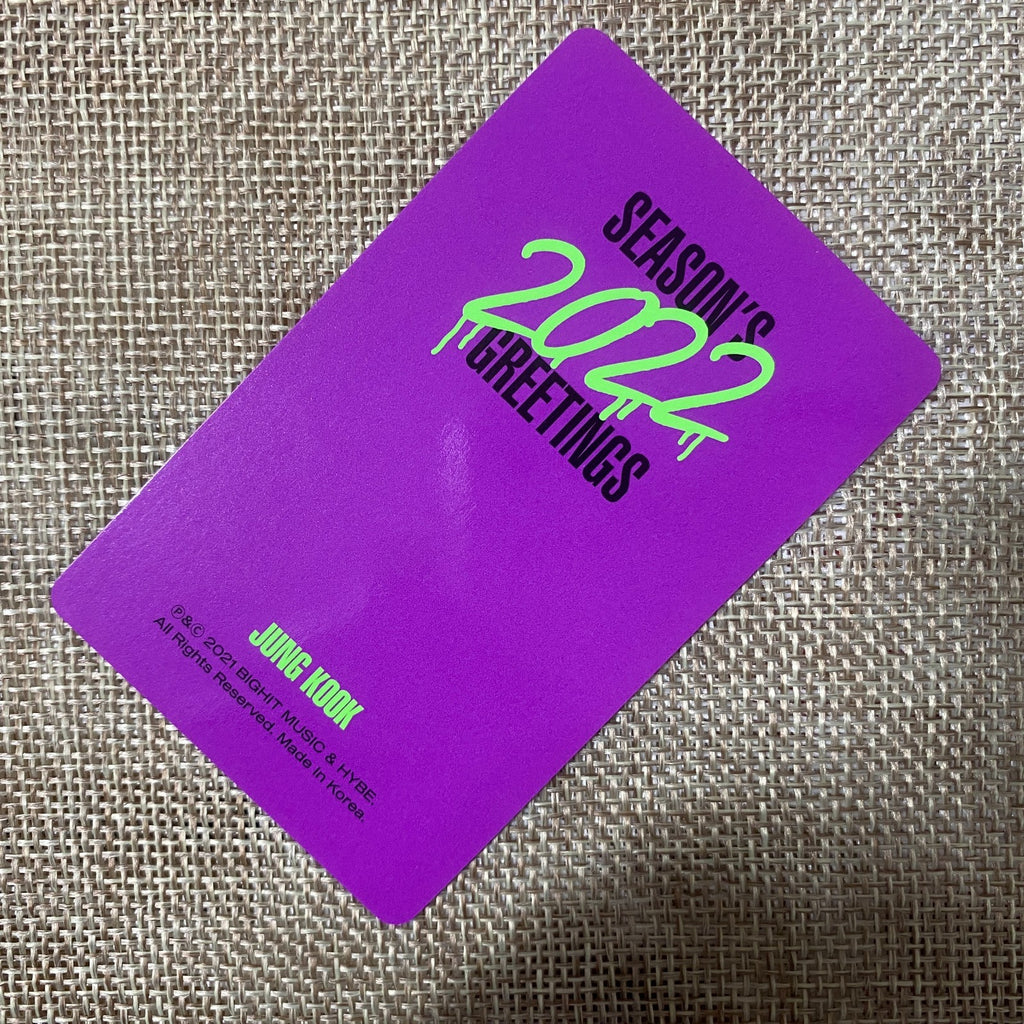 SEASON'S
2022
GREETINGS
JUNG KOOK
Ⓟ&© 2021 BIGHIT MUSIC & HYBE.
All Rights Reserved. Made in Korea.